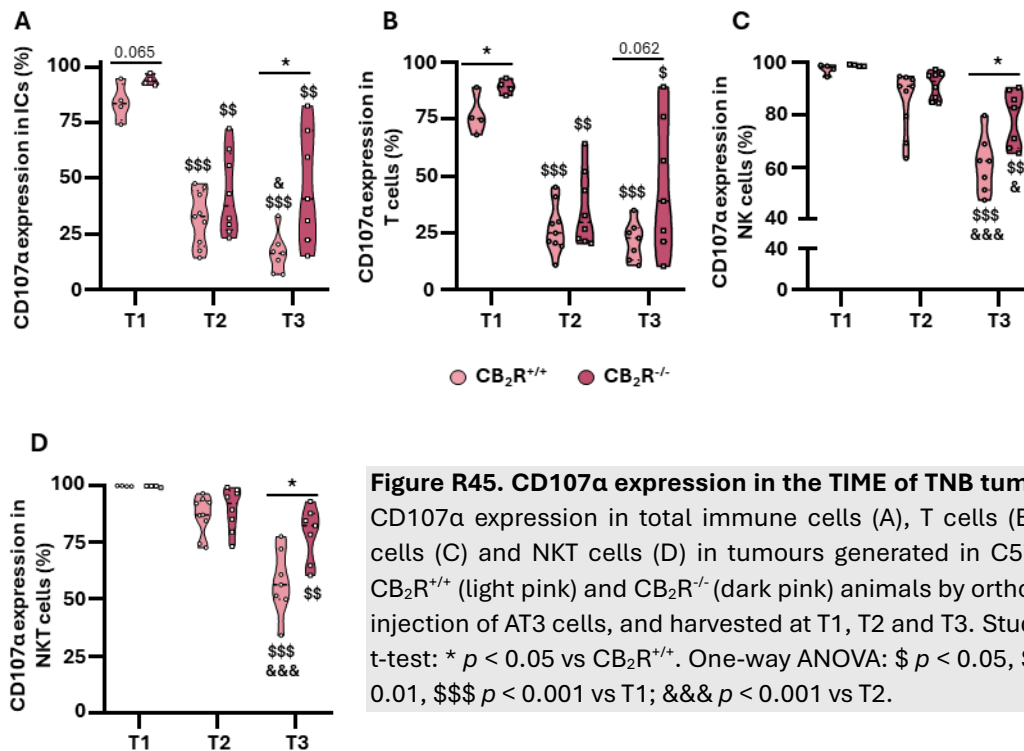 A
CD107α expression in ICs (%)
100
75
50
25
0
0.065
$$$
$$
&
$$$
*
$$
T1 T2 T3
B
CD107α expression in
T cells (%)
100
75
50
25
0
*
$$$
$$
$$$
0.062
$
T1 T2 T3
C
CD107α expression in
NK cells (%)
100
80
60
40
40
0
*
$$$
&&&
$$
&
T1 T2 T3
CB₂R⁺/⁺ CB₂R⁻/⁻
D
CD107α expression in
NKT cells (%)
100
75
50
25
0
*
$$$
&&&
$$
T1 T2 T3
Figure R45. CD107α expression in the TIME of TNB
CD107α expression in total immune cells (A), T cells
cells (C) and NKT cells (D) in tumours generated in
CB₂R⁺/⁺ (light pink) and CB₂R⁻/⁻ (dark pink) animals by
injection of AT3 cells, and harvested at T1, T2 and T3.
t-test: * p < 0.05 vs CB₂R⁺/⁺. One-way ANOVA: $ p < 0.05,
0.01, $$$ p < 0.001 vs T1; &&& p < 0.001 vs T2.